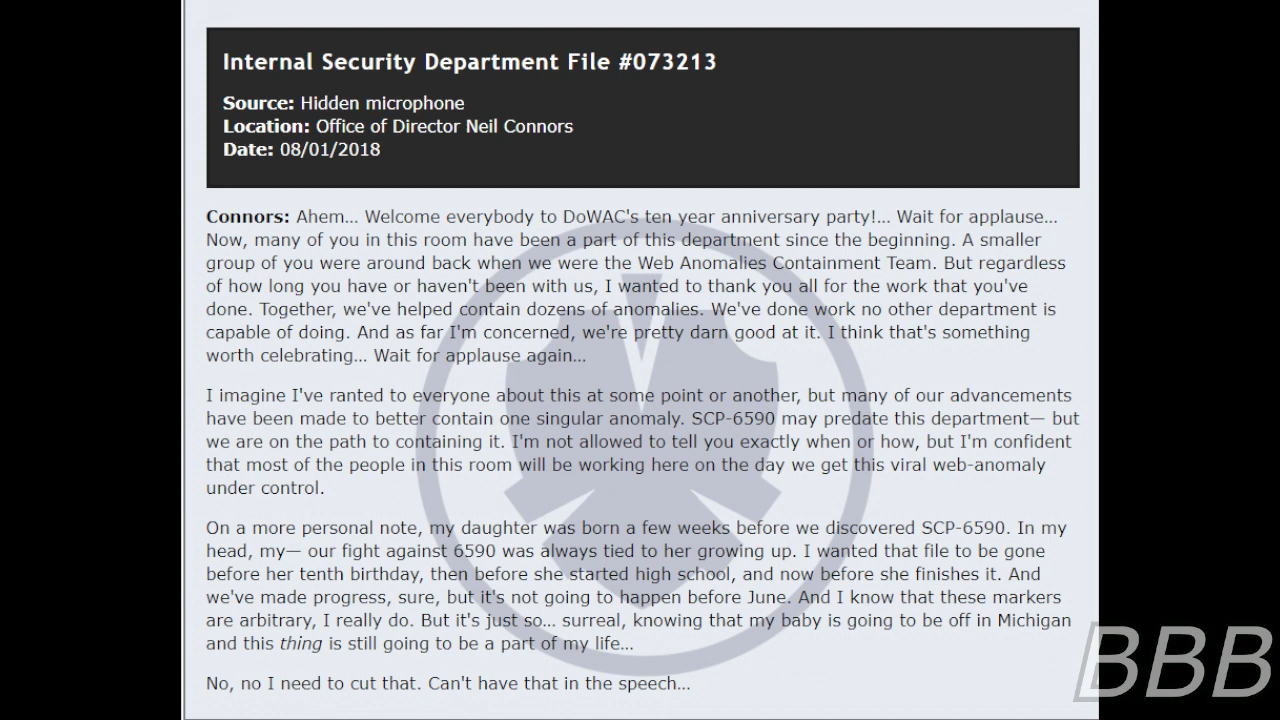 Internal Security Department File #073213
Source: Hidden microphone
Location: Office of Director Neil Connors
Date: 08/01/2018
Connors: Ahem... Welcome everybody to DoWAC's ten year anniversary party!... Wait for applause...
Now, many of you in this room have been a part of this department since the beginning. A smaller
group of you were around back when we were the Web Anomalies Containment Team. But regardless
of how long you have or haven't been with us, I wanted to thank you all for the work that you've
done. Together, we've helped contain dozens of anomalies. We've done work no other department is
capable of doing. And as far as I'm concerned, we're pretty darn good at it. I think that's something
worth celebrating... Wait for applause again...
I imagine I've ranted to everyone about this at some point or another, but many of our advancements
have been made to better contain one singular anomaly. SCP-6590 may predate this department— but
we are on the path to containing it. I'm not allowed to tell you exactly when or how, but I'm confident
that most of the people in this room will be working here on the day we get this viral web-anomaly
under control.
On a more personal note, my daughter was born a few weeks before we discovered SCP-6590. In my
head, my— our fight against 6590 was always tied to her growing up. I wanted that file to be gone
before her tenth birthday, then before she started high school, and now before she finishes it. And
we've made progress, sure, but it's not going to happen before June. And I know that these markers
are arbitrary, I really do. But it's just so... surreal, knowing that my baby is going to be off in Michigan
and this thing is still going to be a part of my life...
No, no I need to cut that. Can't have that in the speech...
BBB